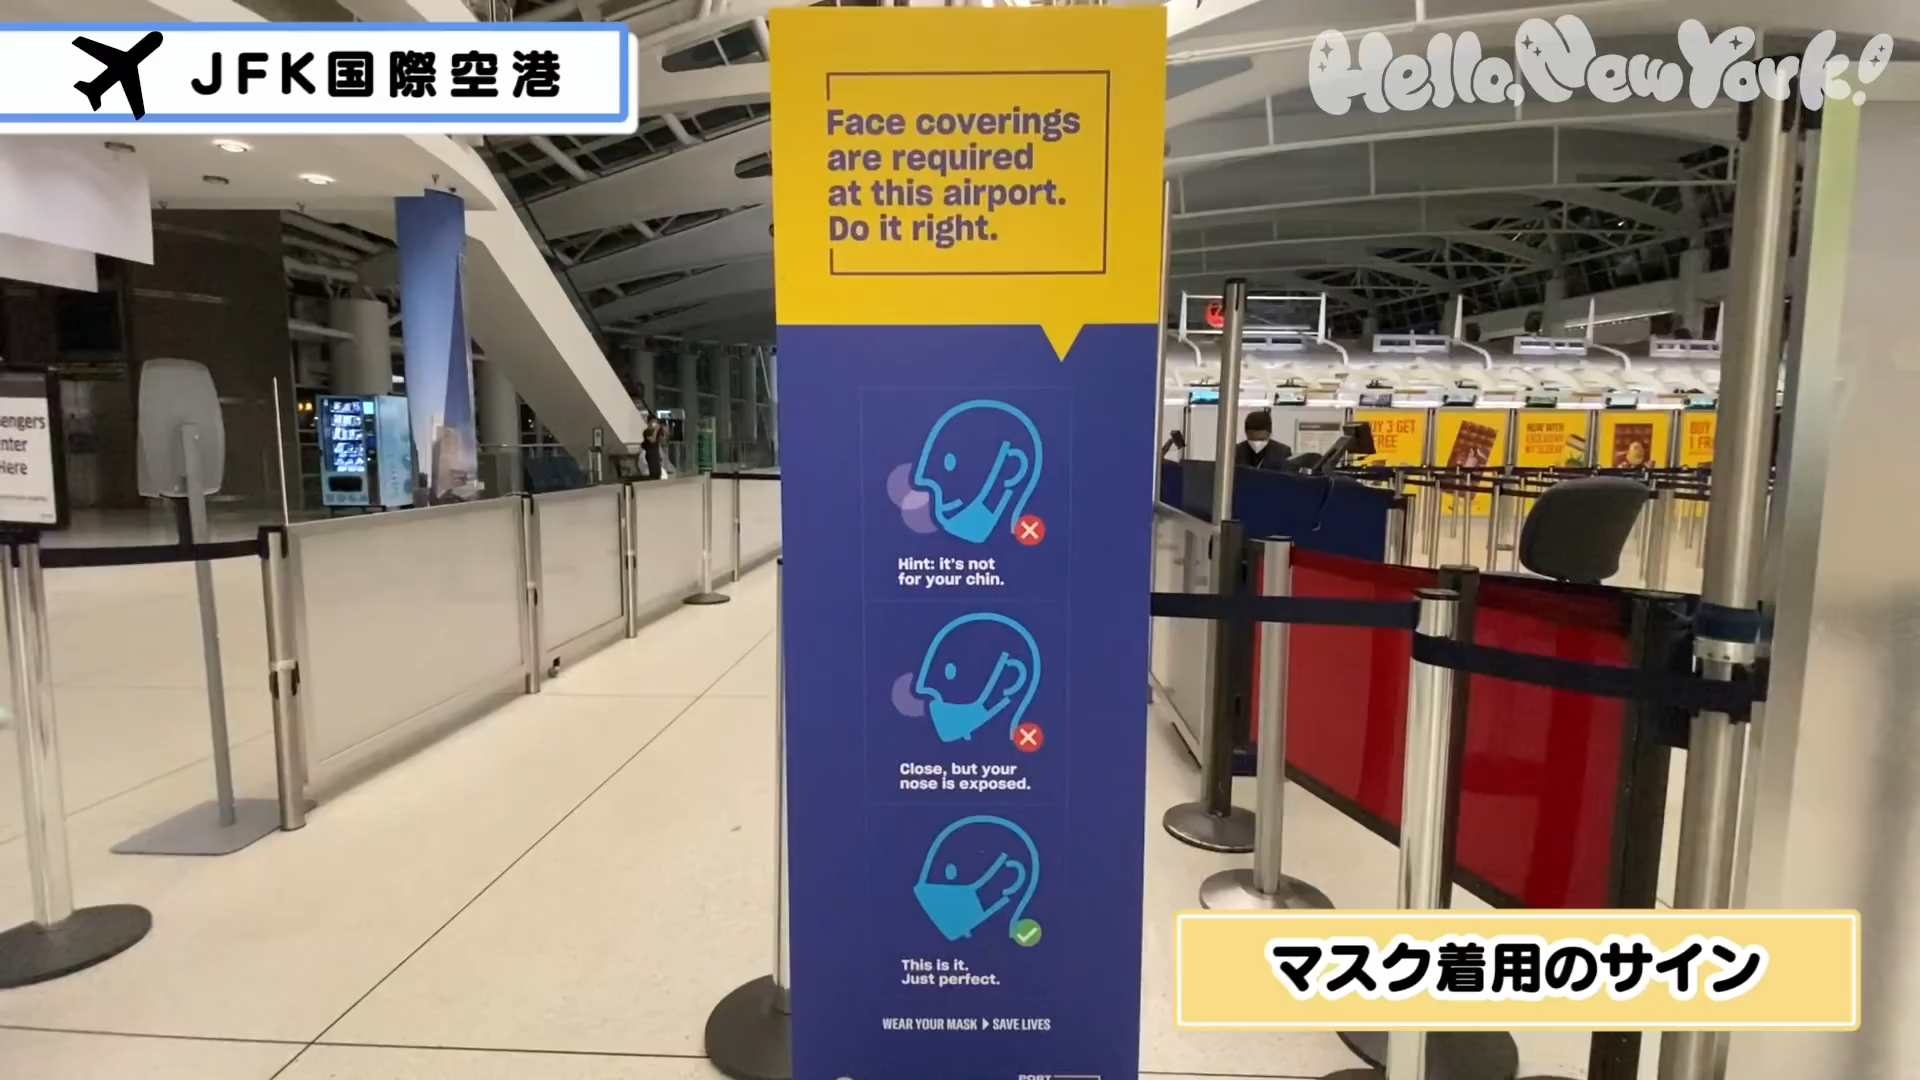 JFK国際空港
Hello, New York!
Face coverings
are required
at this airport.
Do it right.
Hint: it's not
for your chin.
Close, but your
nose is exposed.
This is it.
Just perfect.
WEAR YOUR MASK SAVE LIVES
Here
マスク着用のサイン